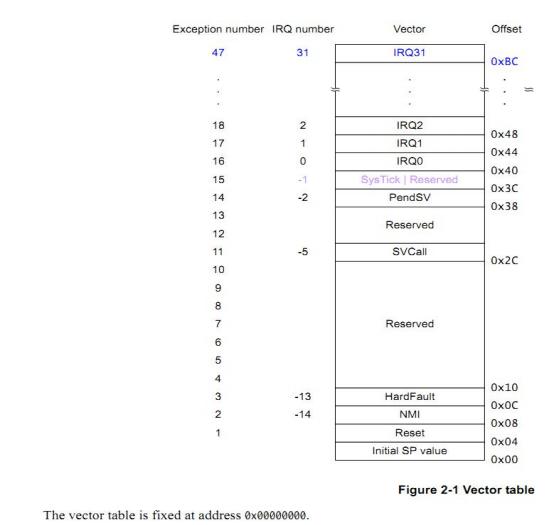 Exception number IRQ number Vector Offset
47 31 IRQ31
0xBC
. . .
. . .
. . .
18 2 IRQ2
0x48
17 1 IRQ1
0x44
16 0 IRQ0
0x40
15 -1 SysTick | Reserved
0x3C
14 -2 PendSV
0x38
13
Reserved
12
11 -5 SVCall
0x2C
10
9
8
7 Reserved
6
5
4
0x10
3 -13 HardFault
0x0C
2 -14 NMI
0x08
1 Reset
0x04
Initial SP value
0x00
Figure 2-1 Vector table
The vector table is fixed at address 0x00000000.